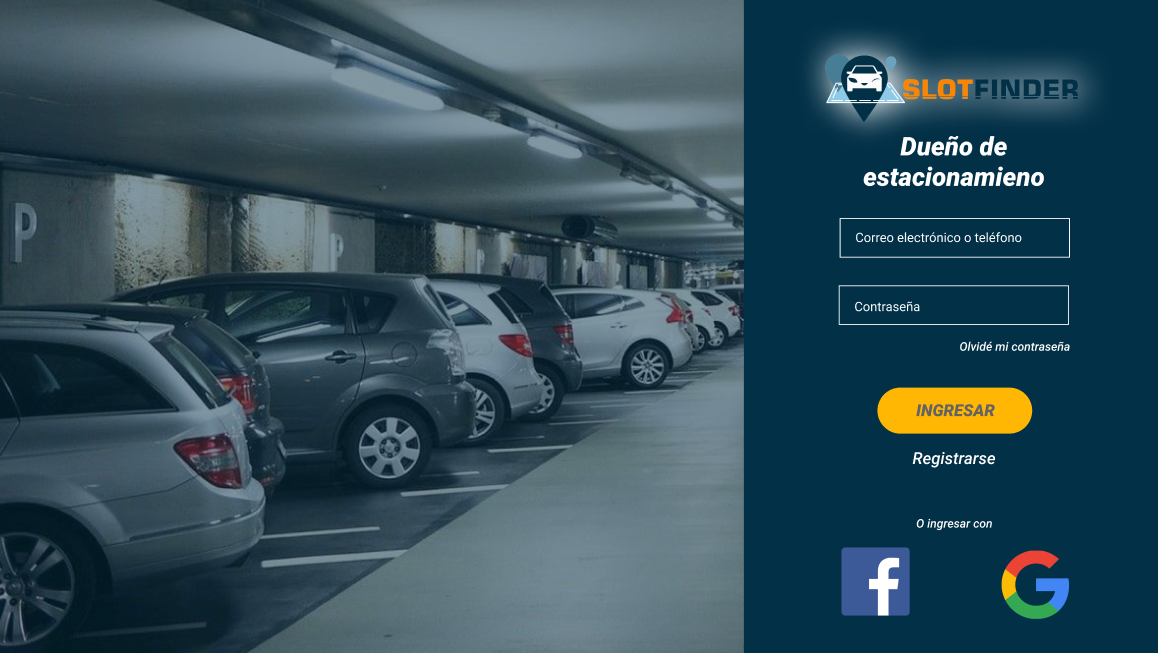 P
P
SLOTFINDER
Dueño de
estacionamieno
Correo electrónico o teléfono
Contraseña
Olvidé mi contraseña
INGRESAR
Registrarse
O ingresar con
f
G